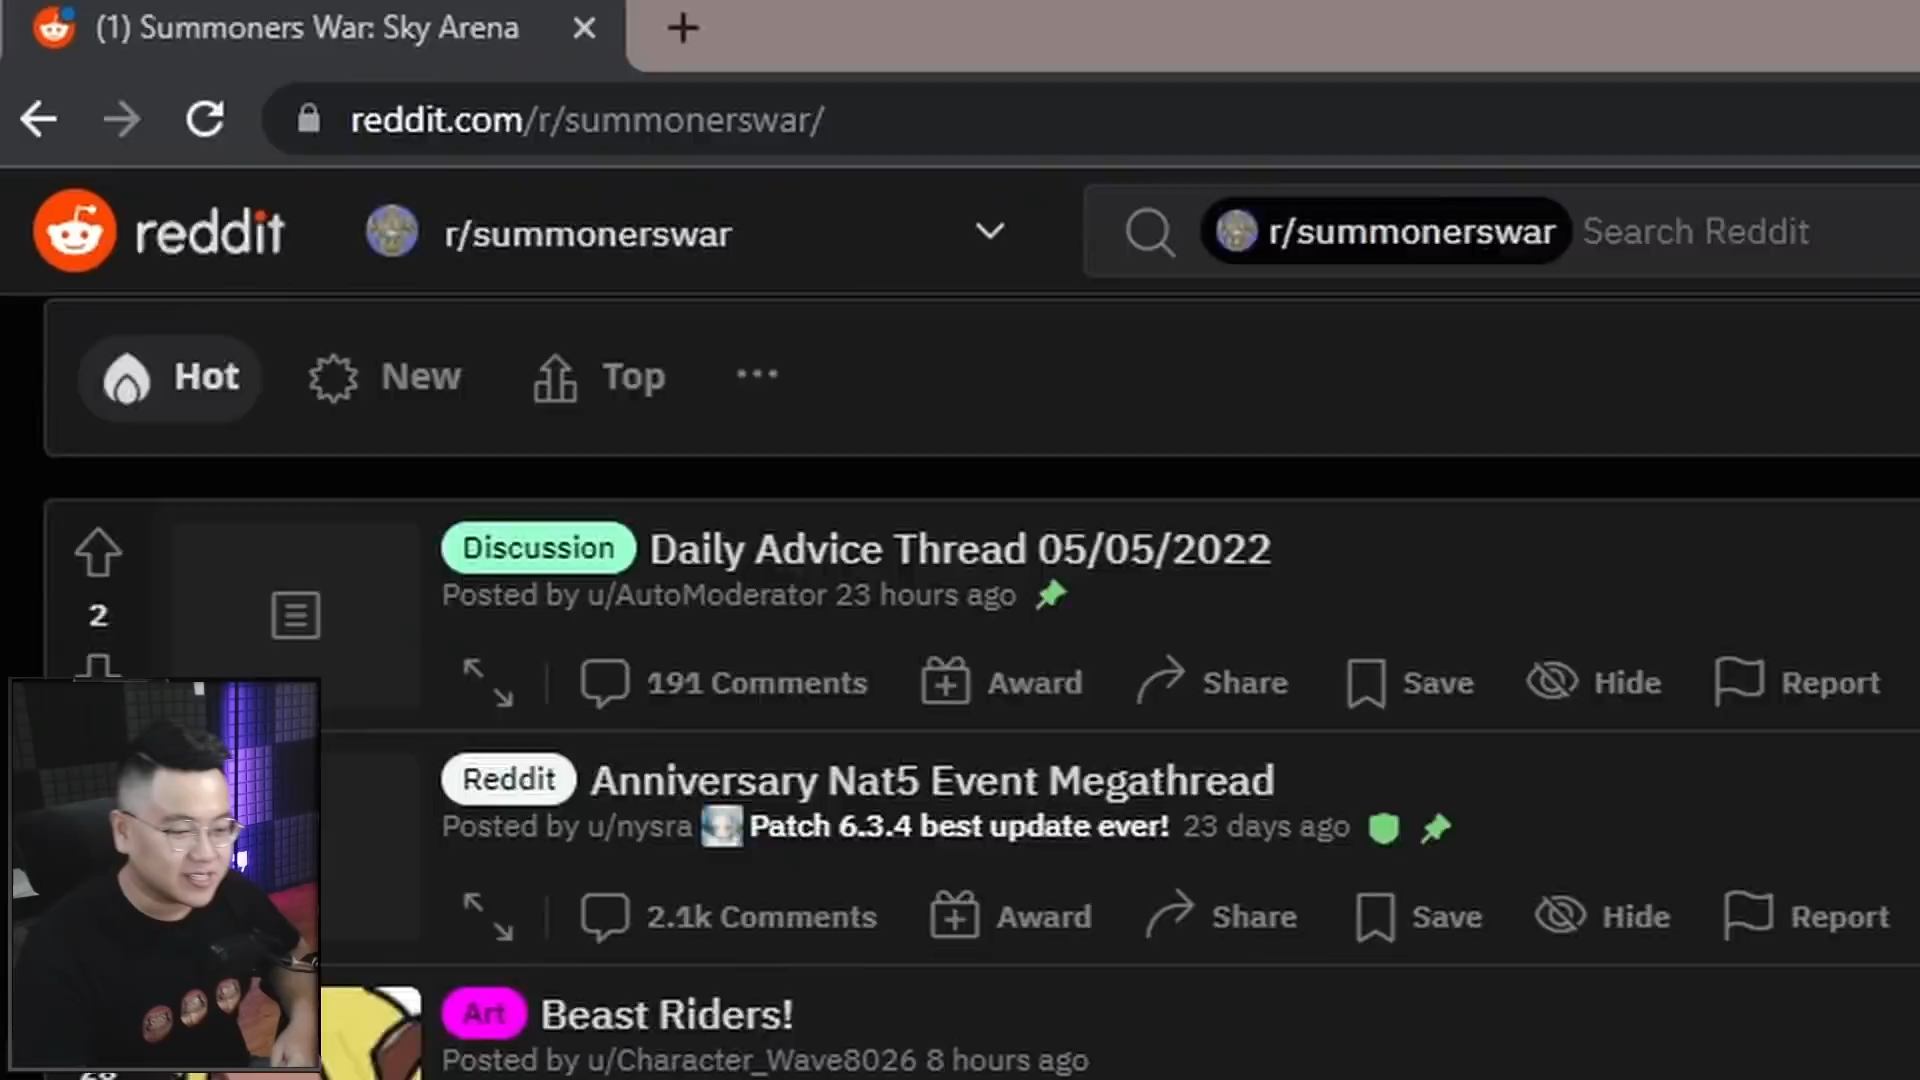 (1) Summoners War: Sky Arena
reddit.com/r/summonerswar/
reddit r/summonerswar r/summonerswar Search Reddit
Hot New Top
Discussion Daily Advice Thread 05/05/2022
Posted by u/AutoModerator 23 hours ago
2
191 Comments Award Share Save Hide Report
Reddit Anniversary Nat5 Event Megathread
Posted by u/nysra Patch 6.3.4 best update ever! 23 days ago
2.1k Comments Award Share Save Hide Report
Art Beast Riders!
Posted by u/Character_Wave8026 8 hours ago